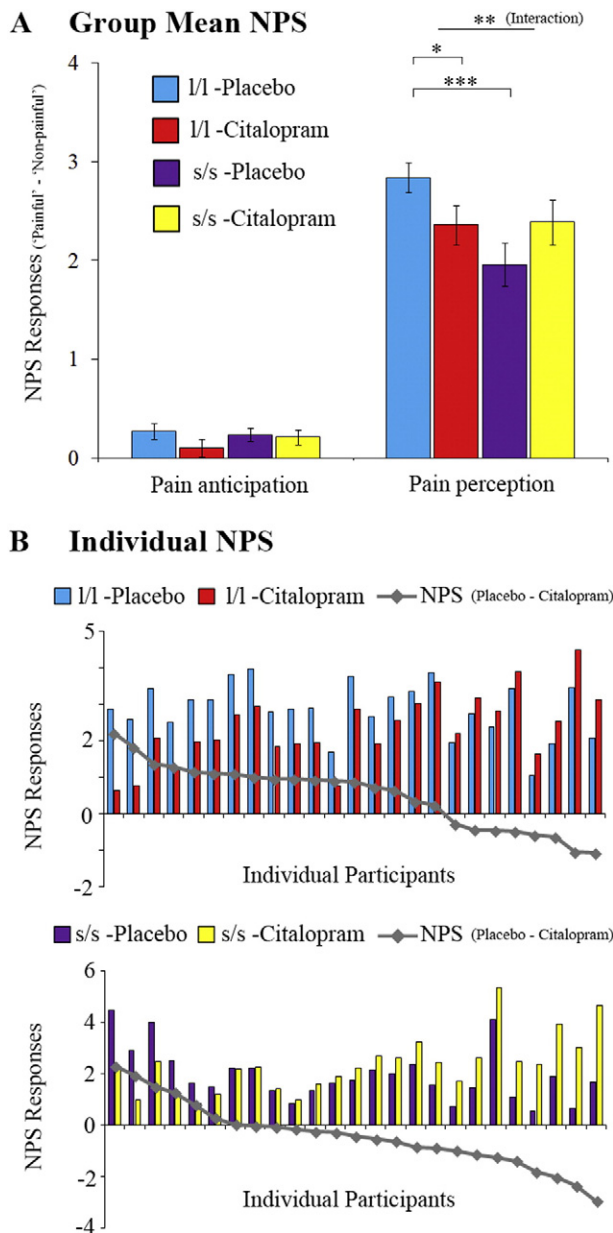 A Group Mean NPS
** (Interaction)
*
***
NPS Responses ('Painful' - 'Non-painful')
4
3
2
1
0
l/l -Placebo
l/l -Citalopram
s/s -Placebo
s/s -Citalopram
Pain anticipation
Pain perception
B Individual NPS
l/l -Placebo l/l -Citalopram NPS (Placebo - Citalopram)
NPS Responses
5
2
0
-2
Individual Participants
s/s -Placebo s/s -Citalopram NPS (Placebo - Citalopram)
NPS Responses
6
4
2
0
-2
-4
Individual Participants